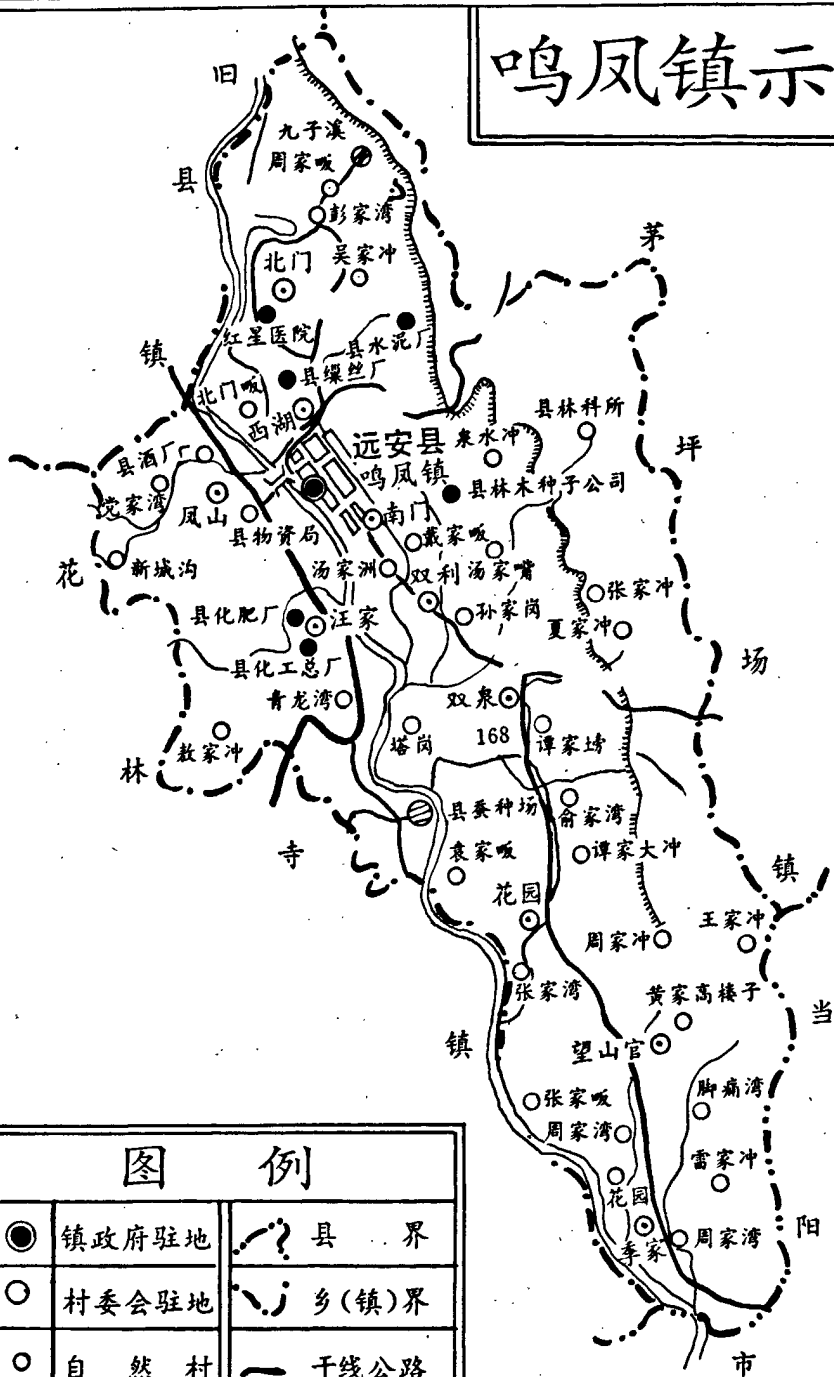 鸣凤镇示
旧
县
镇
九子溪
周家畈
彭家湾
吴家冲
北门
红星医院
县水泥厂
县缫丝厂
北门畈
西湖
茅
坪
场
镇
县林科所
泉水冲
远安县
鸣凤镇
县林木种子公司
县酒厂
党家湾
凤山
县物资局
南门
戴家畈
新城沟
花
林
寺
镇
汤家洲
双利
汤家嘴
张家冲
孙家岗
夏家冲
县化肥厂
汪家
县化工总厂
青龙湾
双泉
敖家冲
塔岗
168
谭家塝
县蚕种场
俞家湾
袁家畈
谭家大冲
花园
周家冲
王家冲
张家湾
黄家高楼子
望山官
当
阳
市
张家畈
脚痛湾
周家湾
雷家冲
花园
季家
周家湾
图 例
镇政府驻地
县 界
村委会驻地
乡(镇)界
自 然 村
干线公路